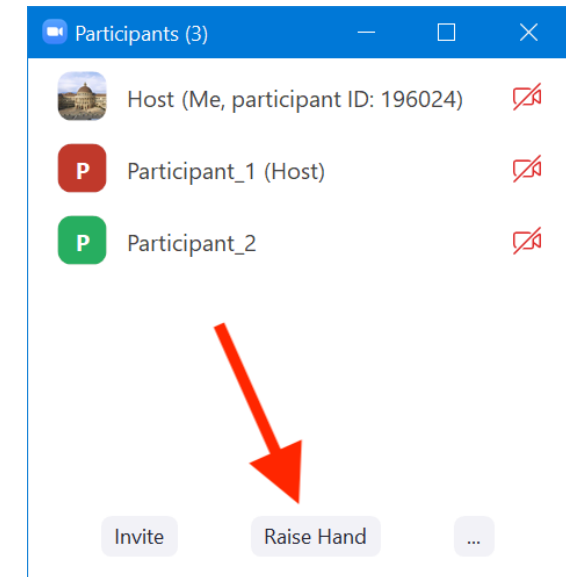 Participants (3)
Host (Me, participant ID: 196024)
P Participant_1 (Host)
P Participant_2
Invite Raise Hand ...